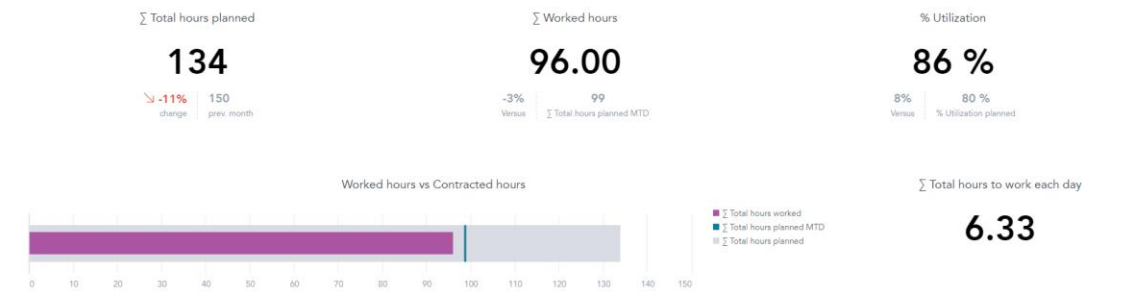 ∑ Total hours planned
134
-11%
change
150
prev. month
∑ Worked hours
96.00
-3%
Versus
99
∑ Total hours planned MTD
% Utilization
86 %
8%
Versus
80 %
% Utilization planned
Worked hours vs Contracted hours
∑ Total hours worked
∑ Total hours planned MTD
∑ Total hours planned
0 10 20 30 40 50 60 70 80 90 100 110 120 130 140 150
∑ Total hours to work each day
6.33